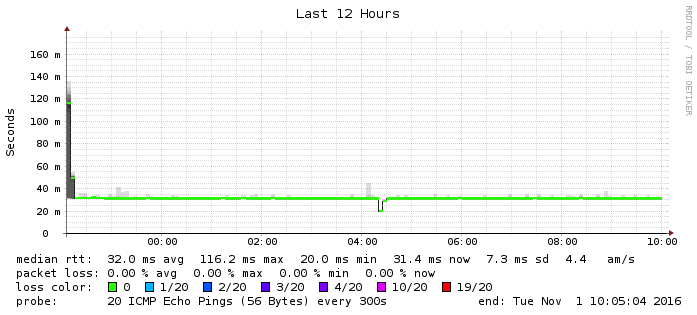 Last 12 Hours
RRDTOOL / TOBI OETIKER
Seconds
160 m
140 m
120 m
100 m
80 m
60 m
40 m
20 m
0
00:00 02:00 04:00 06:00 08:00 10:00
median rtt: 32.0 ms avg 116.2 ms max 20.0 ms min 31.4 ms now 7.3 ms sd 4.4 am/s
packet loss: 0.00 % avg 0.00 % max 0.00 % min 0.00 % now
loss color: 0 1/20 2/20 3/20 4/20 10/20 19/20
probe: 20 ICMP Echo Pings (56 Bytes) every 300s end: Tue Nov 1 10:05:04 2016